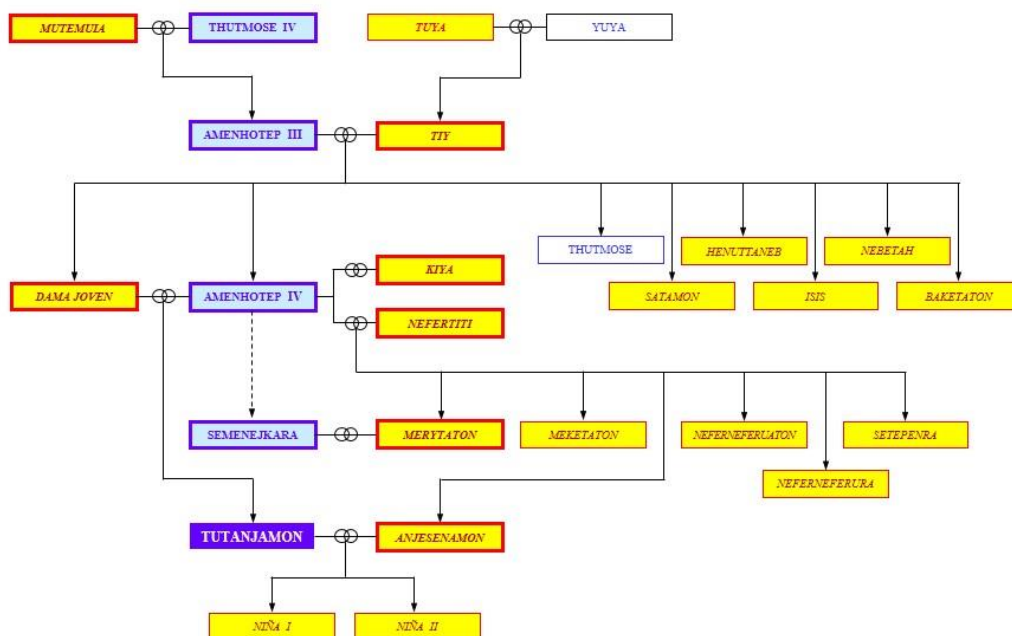 MUTEMUIA
THUTMOSE IV
TUYA
YUYA
AMENHOTEP III
TIY
THUTMOSE
HENUTTANEB
NEBETAH
KIYA
DAMA JOVEN
AMENHOTEP IV
SATAMON
ISIS
BAKETATON
NEFERTITI
SEMENEJKARA
MERYTATON
MEKETATON
NEFERNEFERUATON
SETEPENRA
NEFERNEFERURA
TUTANJAMON
ANJESENAMON
NIÑA I
NIÑA II